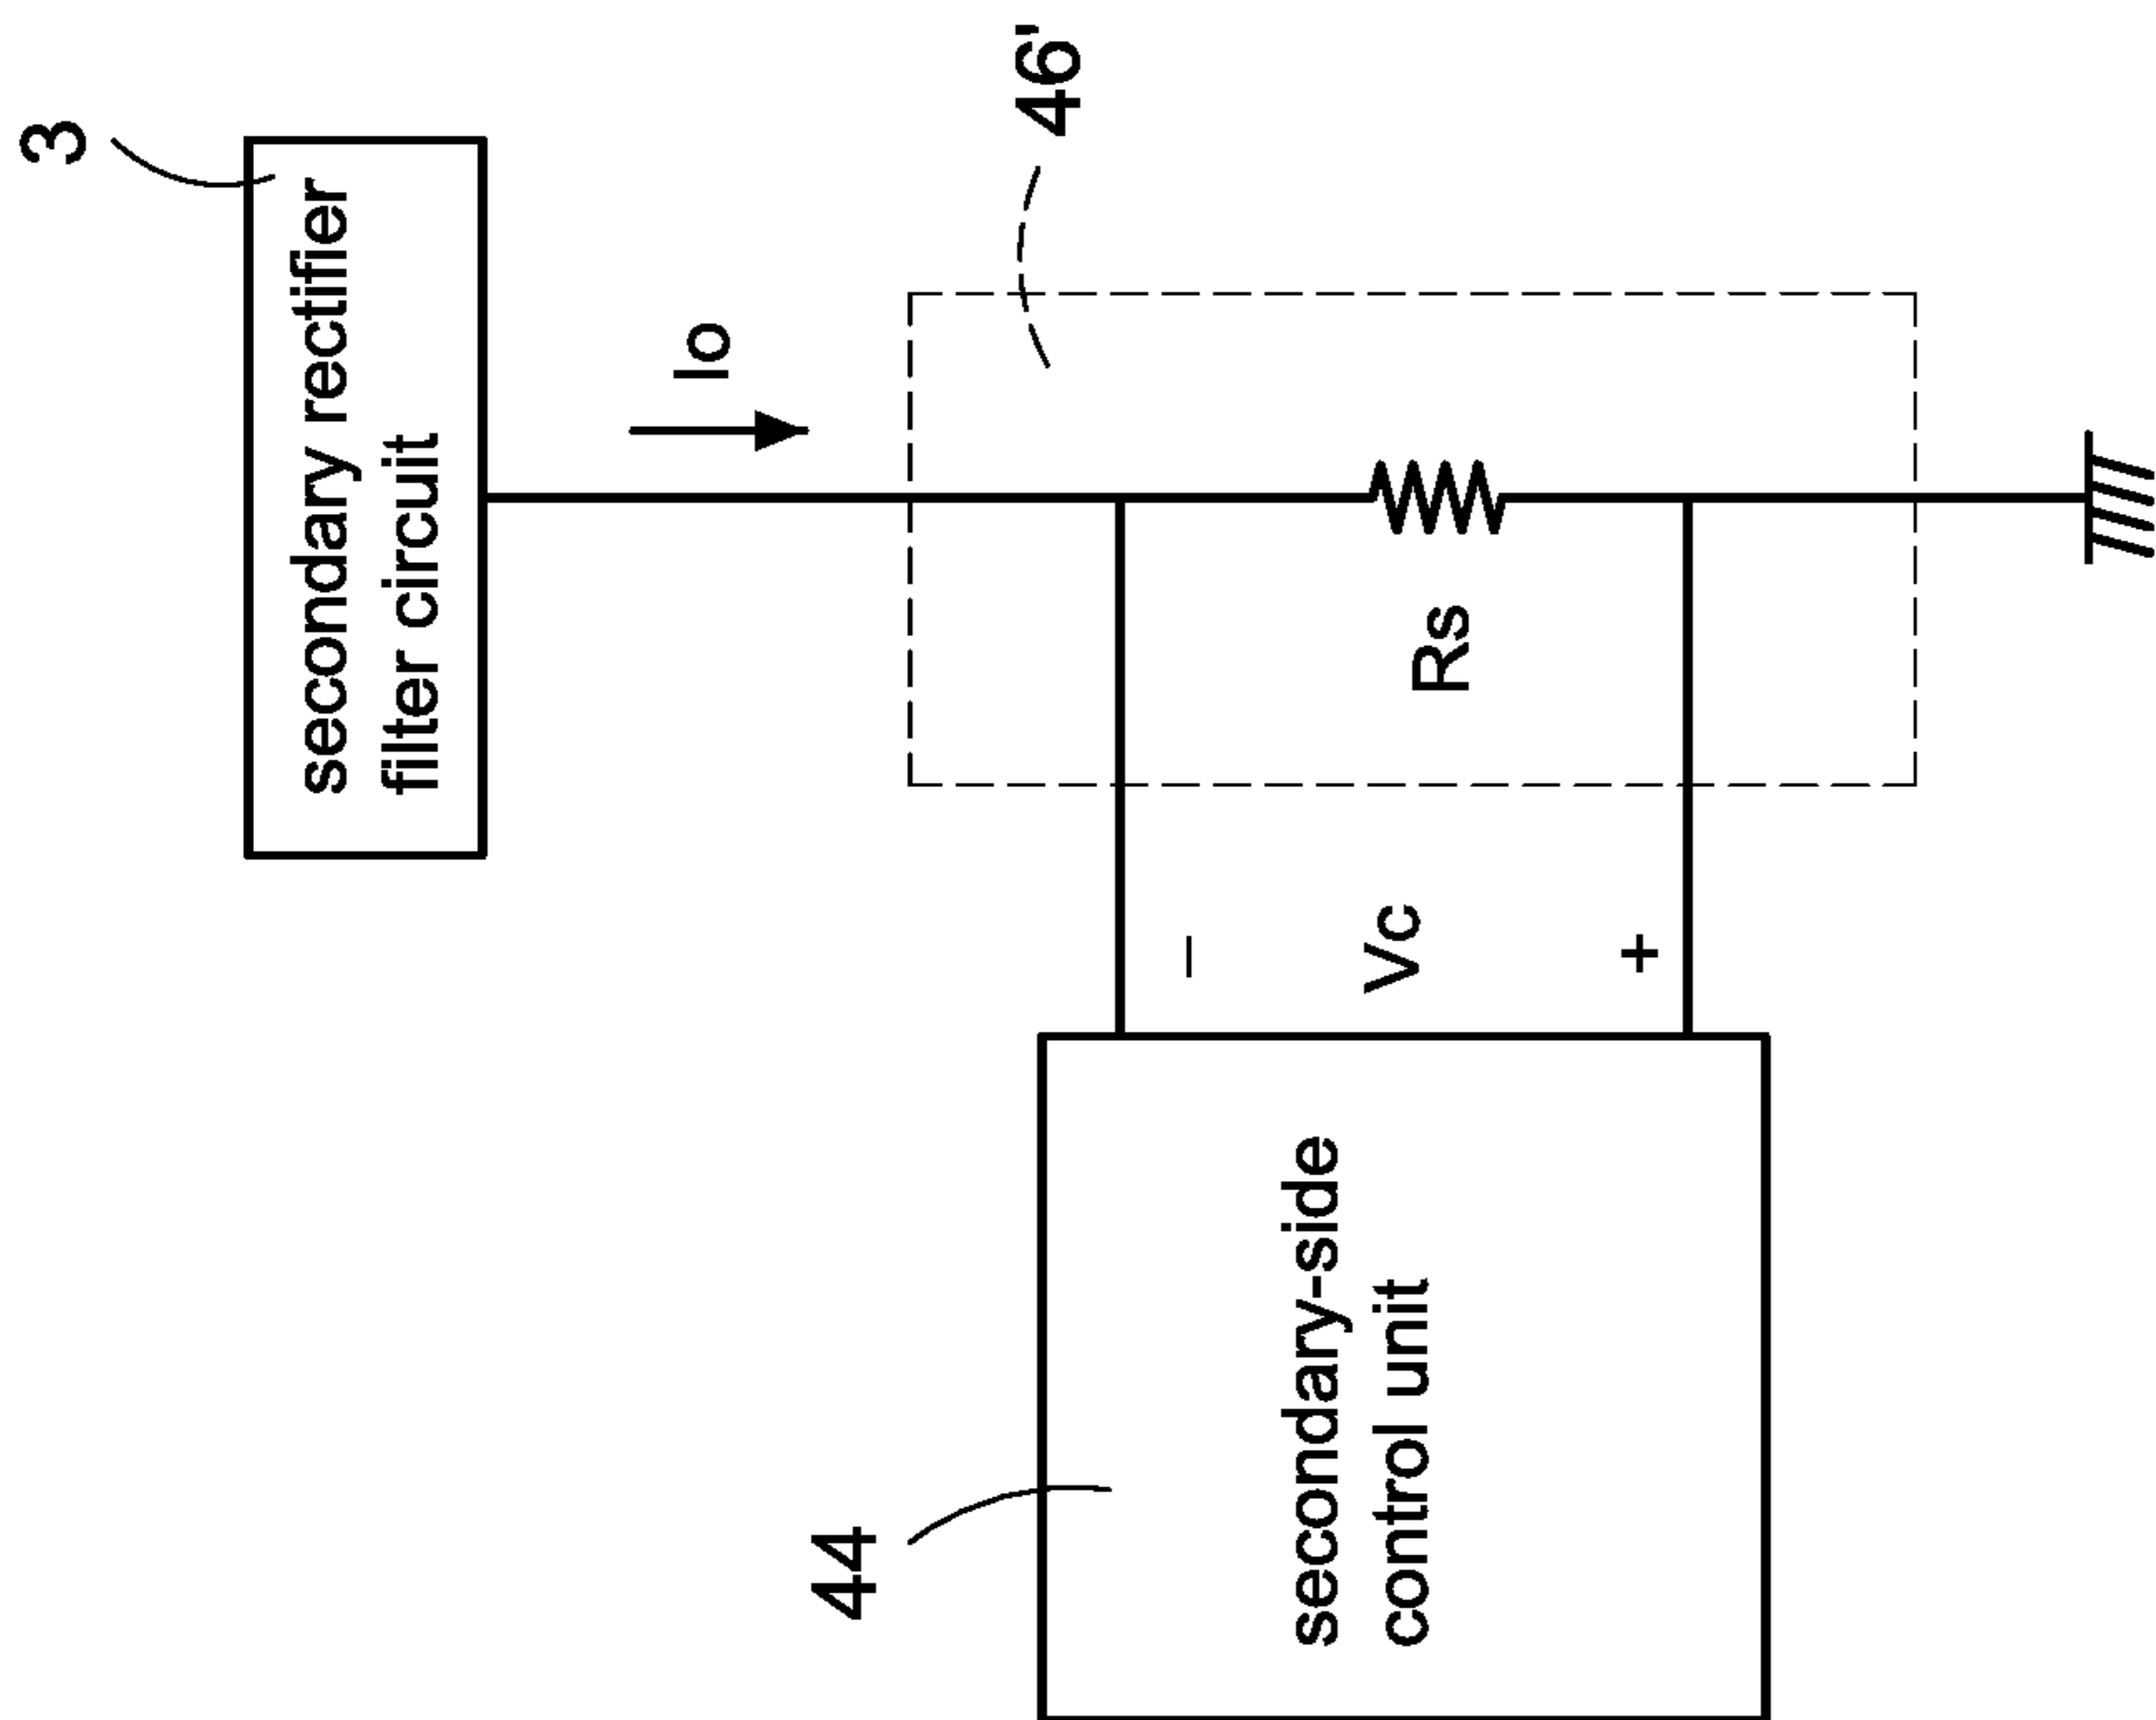 3
secondary rectifier
filter circuit
Io
46'
Rs
−
Vc
+
44
secondary-side
control unit